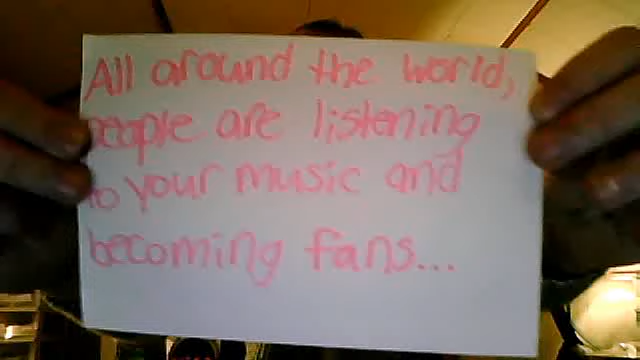 All around the world,
people are listening
to your music and
becoming fans...